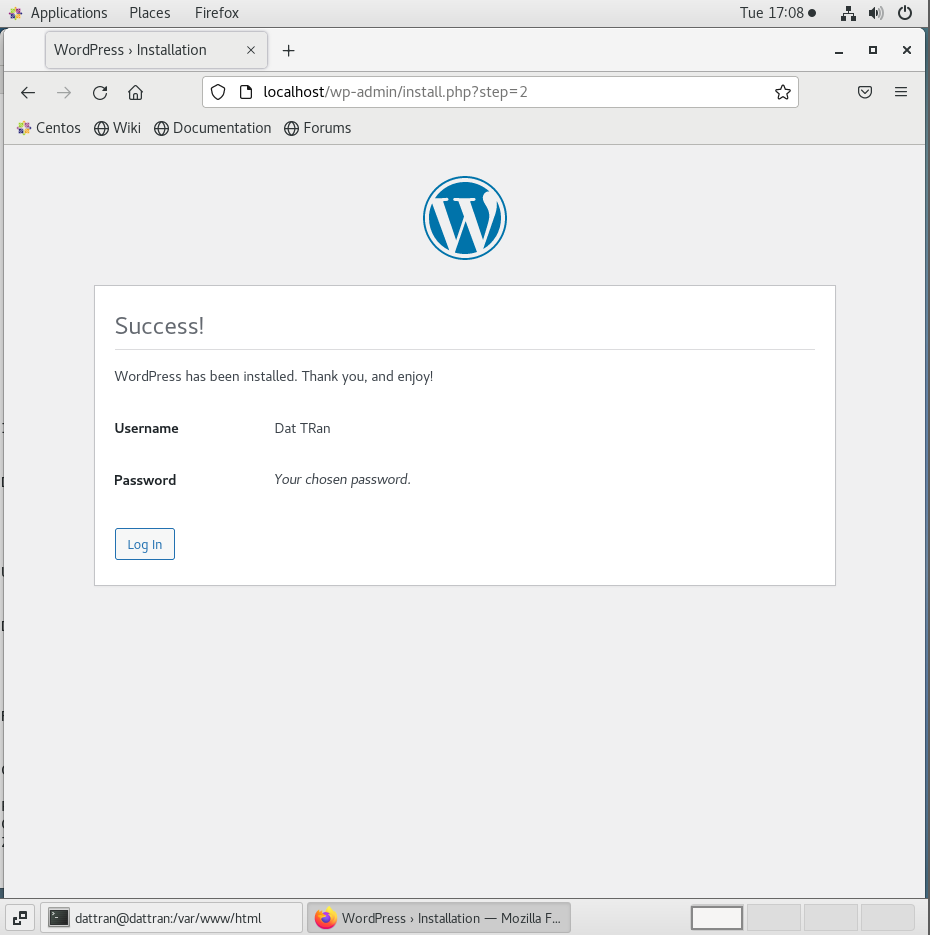 Applications Places Firefox Tue 17:08
WordPress › Installation
localhost/wp-admin/install.php?step=2
Centos Wiki Documentation Forums
Success!
WordPress has been installed. Thank you, and enjoy!
Username Dat TRan
Password Your chosen password.
Log In
dattran@dattran:/var/www/html WordPress › Installation — Mozilla F...